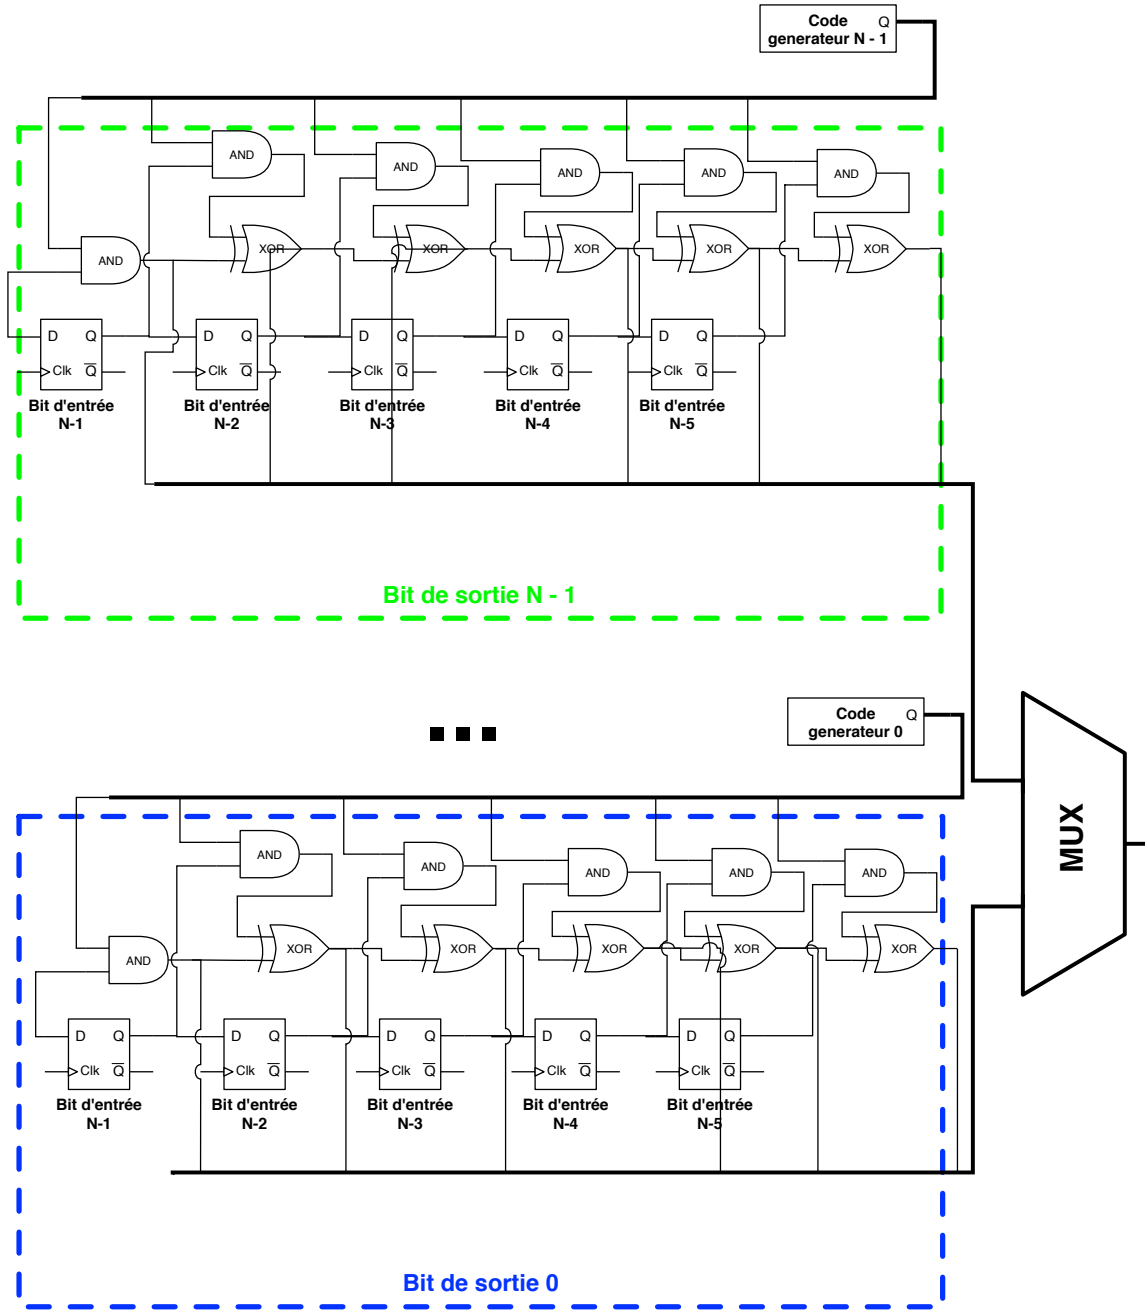 Code Q
generateur N - 1
AND
AND
AND
AND
AND
AND
XOR
XOR
XOR
XOR
XOR
D Q
D Q
D Q
D Q
D Q
Clk Q
Clk Q
Clk Q
Clk Q
Clk Q
Bit d'entrée
N-1
Bit d'entrée
N-2
Bit d'entrée
N-3
Bit d'entrée
N-4
Bit d'entrée
N-5
Bit de sortie N - 1
Code Q
generateur 0
MUX
AND
AND
AND
AND
AND
AND
XOR
XOR
XOR
XOR
XOR
D Q
D Q
D Q
D Q
D Q
Clk Q
Clk Q
Clk Q
Clk Q
Clk Q
Bit d'entrée
N-1
Bit d'entrée
N-2
Bit d'entrée
N-3
Bit d'entrée
N-4
Bit d'entrée
N-5
Bit de sortie 0